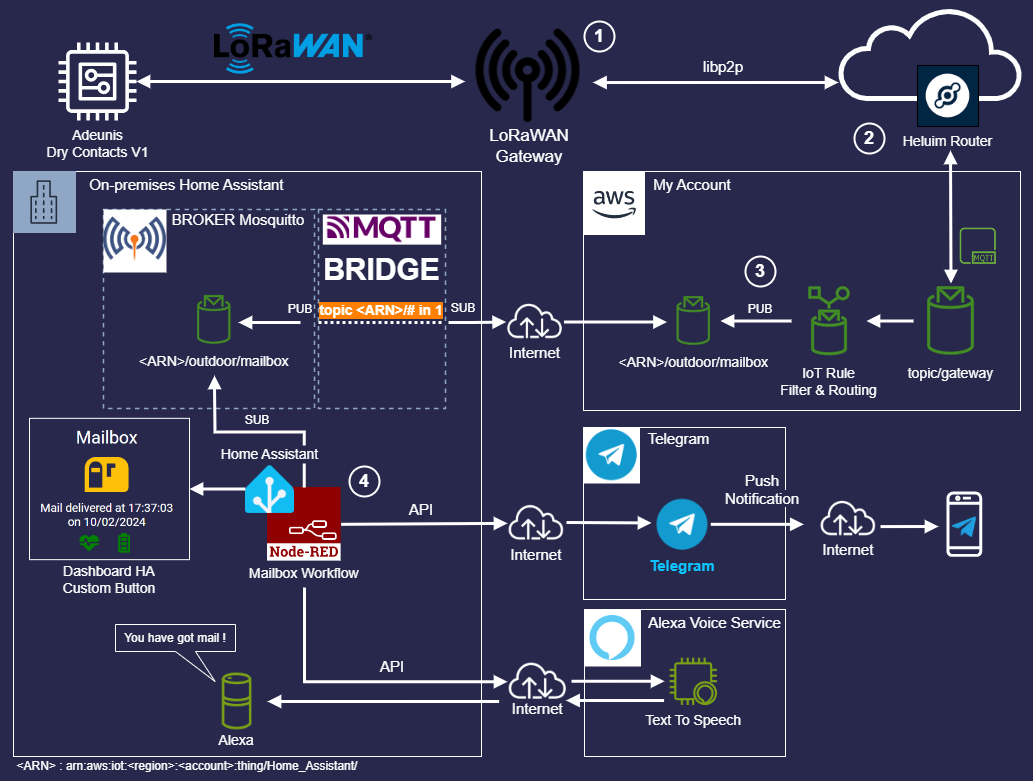 LoRaWAN®
1
libp2p
Adeunis
Dry Contacts V1
LoRaWAN
Gateway
2
Heluim Router
On-premises Home Assistant
aws
My Account
BROKER Mosquitto
MQTT
BRIDGE
MQTT
3
PUB
topic <ARN>/# in 1
SUB
PUB
Internet
<ARN>/outdoor/mailbox
<ARN>/outdoor/mailbox
IoT Rule
Filter & Routing
topic/gateway
SUB
Mailbox
Mail delivered at 17:37:03
on 10/02/2024
Dashboard HA
Custom Button
Home Assistant
4
Node-RED
Mailbox Workflow
API
Internet
Telegram
Telegram
Push
Notification
Internet
You have got mail !
Alexa
API
Internet
Alexa Voice Service
Text To Speech
<ARN> : arn:aws:iot:<region>:<account>:thing/Home_Assistant/